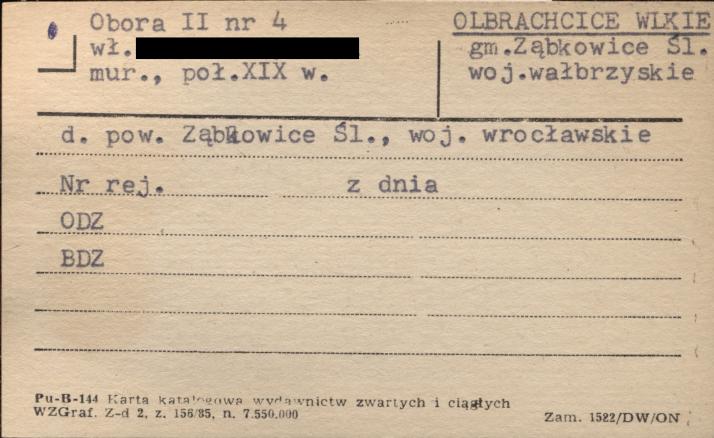 Obora II nr 4
wł.
mur., poł.XIX w.
OLBRACHCICE WLKIE
gm.Ząbkowice Śl.
woj.wałbrzyskie
d. pow. Ząbkowice Śl., woj. wrocławskie
Nr rej. z dnia
ODZ
BDZ
Pu-B-144 Karta katalogowa wydawnictw zwartych i ciągłych
WZGraf. Z-d 2, z. 156/85, n. 7.550.000
Zam. 1522/DW/ON